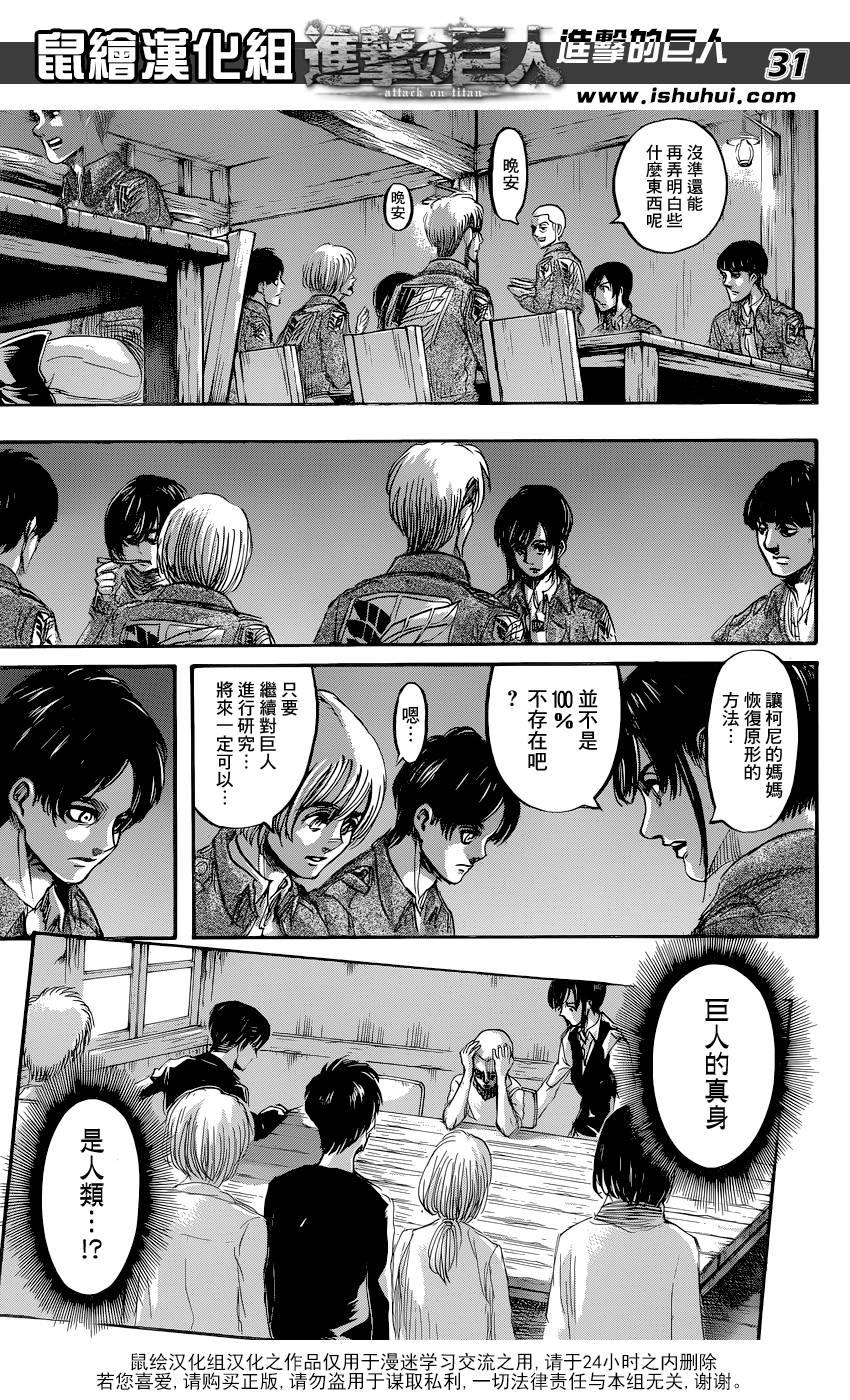 鼠繪漢化組
進撃の巨人
attack on titan
進擊的巨人
31
www.ishuhui.com
沒準還能
再弄明白些
什麼東西呢
晚安
晚安
讓柯尼的媽媽
恢復原形的
方法…
並不是
100%
不存在吧
?
嗯…
只要
繼續對巨人
進行研究…
將來一定可以…
巨人的真身
是人類…!?
鼠绘汉化组汉化之作品仅用于漫迷学习交流之用, 请于24小时之内删除
若您喜爱, 请购买正版, 请勿盗用于谋取私利, 一切法律责任与本组无关, 谢谢。